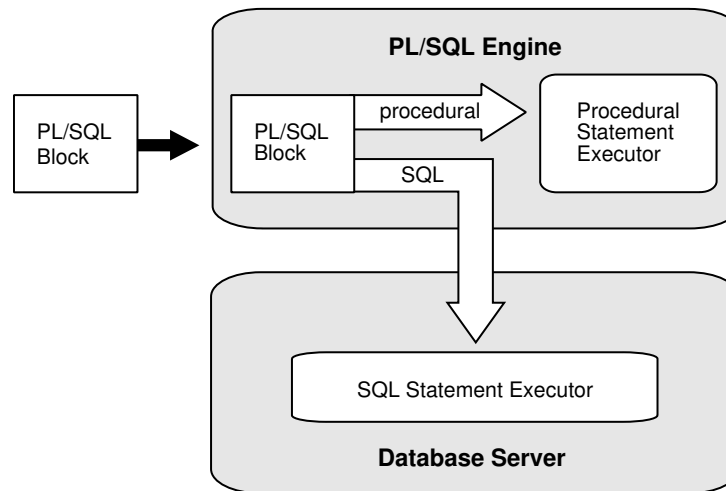 PL/SQL Engine
PL/SQL
Block
PL/SQL
Block
procedural
SQL
Procedural
Statement
Executor
SQL Statement Executor
Database Server